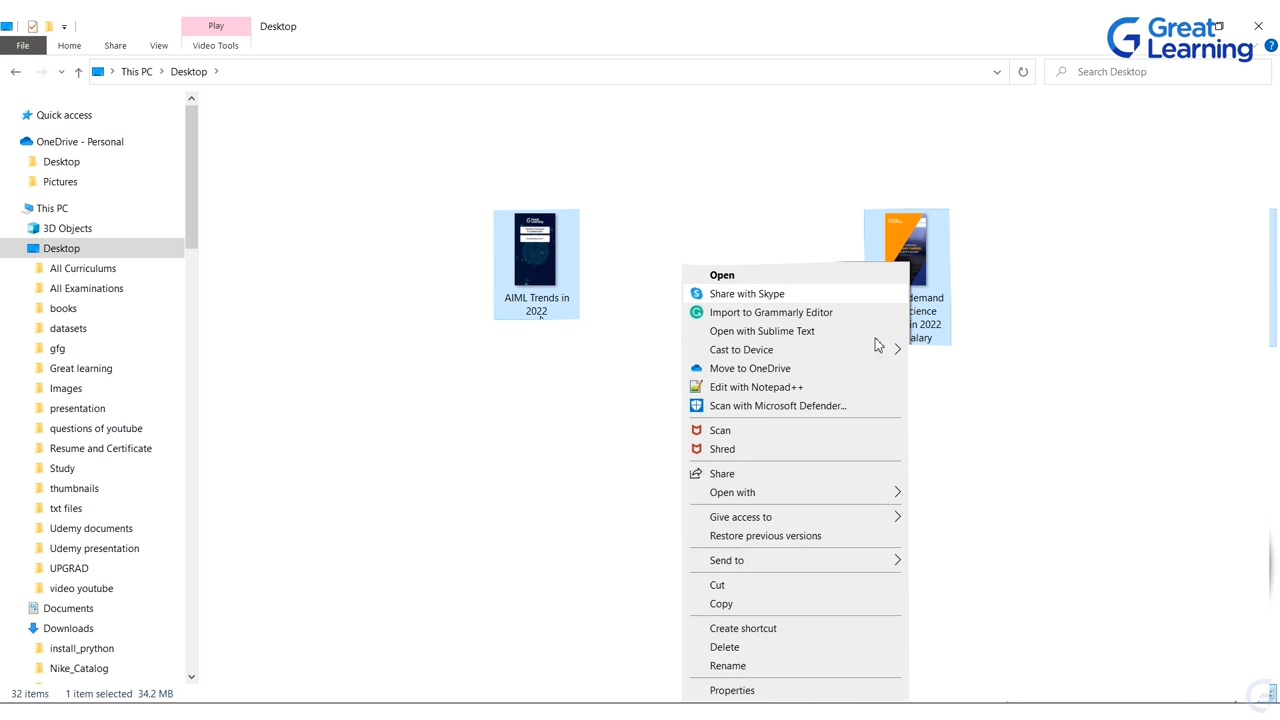 Play
Desktop
Great
Learning
File
Home
Share
View
Video Tools
This PC
Desktop
Search Desktop
Quick access
OneDrive - Personal
Desktop
Pictures
This PC
3D Objects
Desktop
All Curriculums
All Examinations
books
datasets
gfg
Great learning
Images
presentation
questions of youtube
Resume and Certificate
Study
thumbnails
txt files
Udemy documents
Udemy presentation
UPGRAD
video youtube
Documents
Downloads
install_python
Nike_Catalog
Great
Learning
AIML Trends in
2022
demand
cience
in 2022
alary
Open
Share with Skype
Import to Grammarly Editor
Open with Sublime Text
Cast to Device
Move to OneDrive
Edit with Notepad++
Scan with Microsoft Defender...
Scan
Shred
Share
Open with
Give access to
Restore previous versions
Send to
Cut
Copy
Create shortcut
Delete
Rename
Properties
32 items
1 item selected 34.2 MB